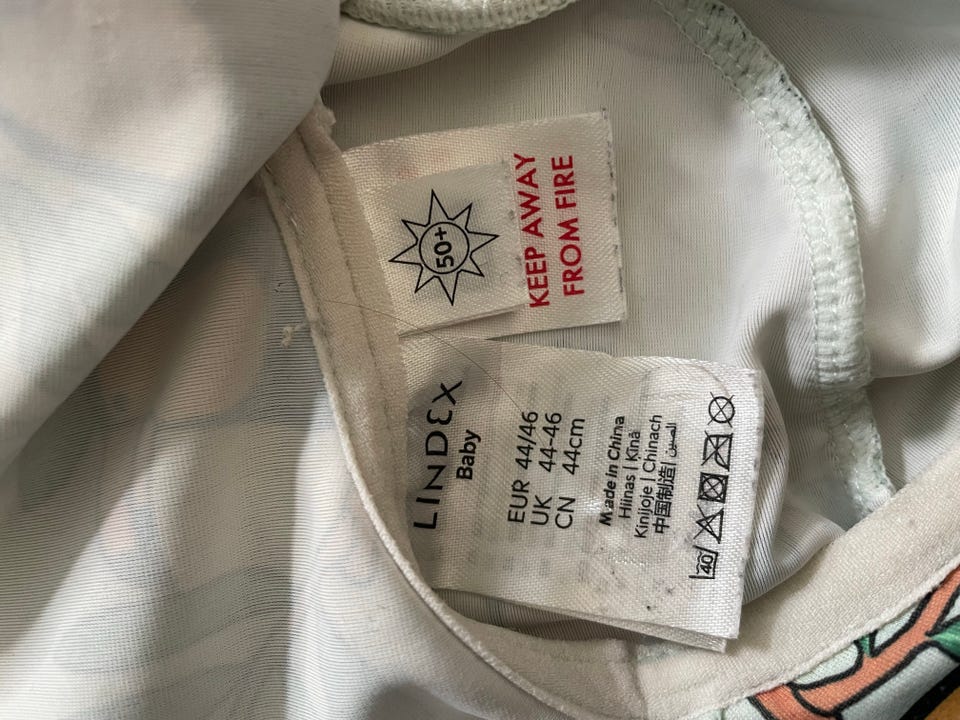 50+
KEEP AWAY
FROM FIRE
LINDEX
Baby
EUR 44/46
UK 44-46
CN 44cm
Made in China
Hiinas | Kīnā
Kinijoje | Chinach
中国制造 | الصين
40